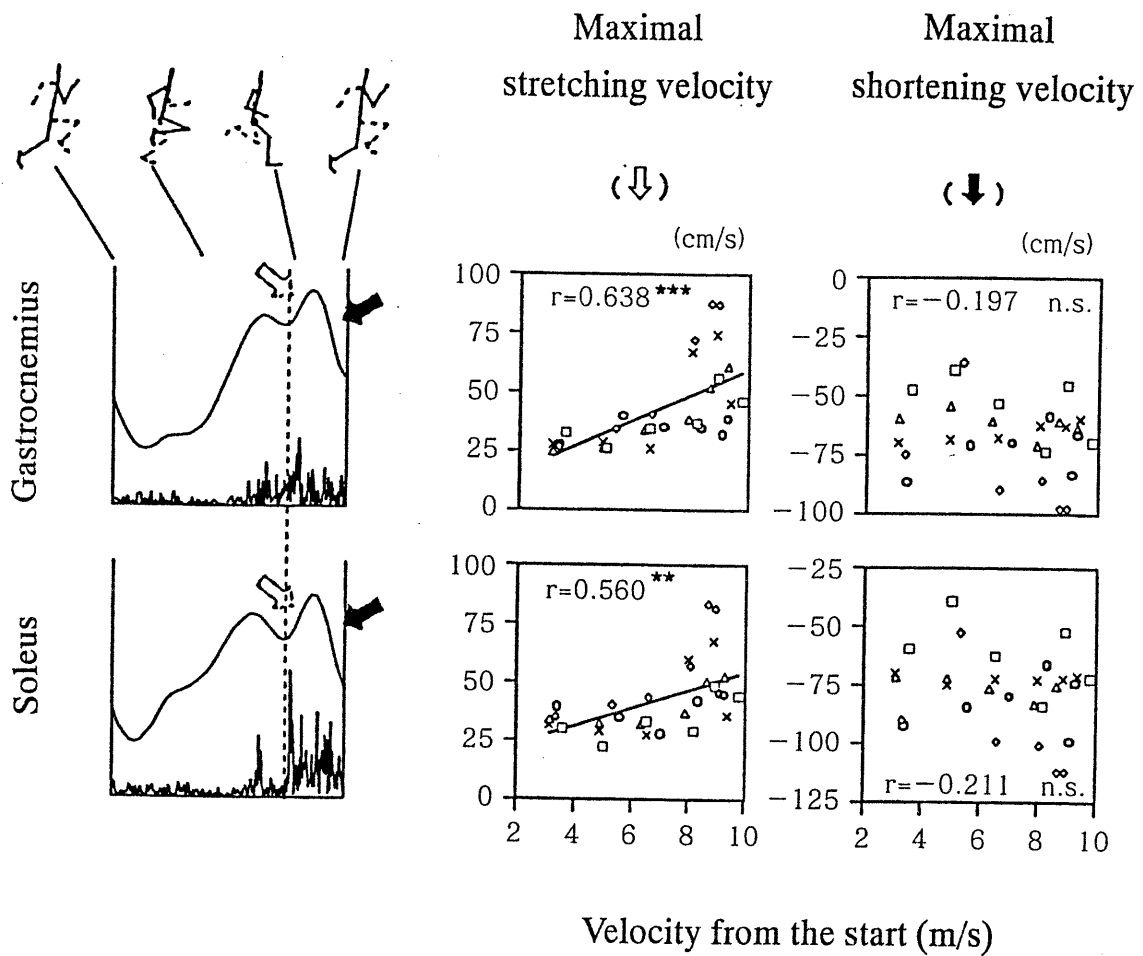 Maximal
stretching velocity
Maximal
shortening velocity
( )
( )
(cm/s)
(cm/s)
Gastrocnemius
100
75
50
25
0
r=0.638 ***
0
−25
−50
−75
−100
r=−0.197 n.s.
Soleus
100
75
50
25
0
r=0.560 **
2 4 6 8 10
−25
−50
−75
−100
−125
r=−0.211 n.s.
2 4 6 8 10
Velocity from the start (m/s)